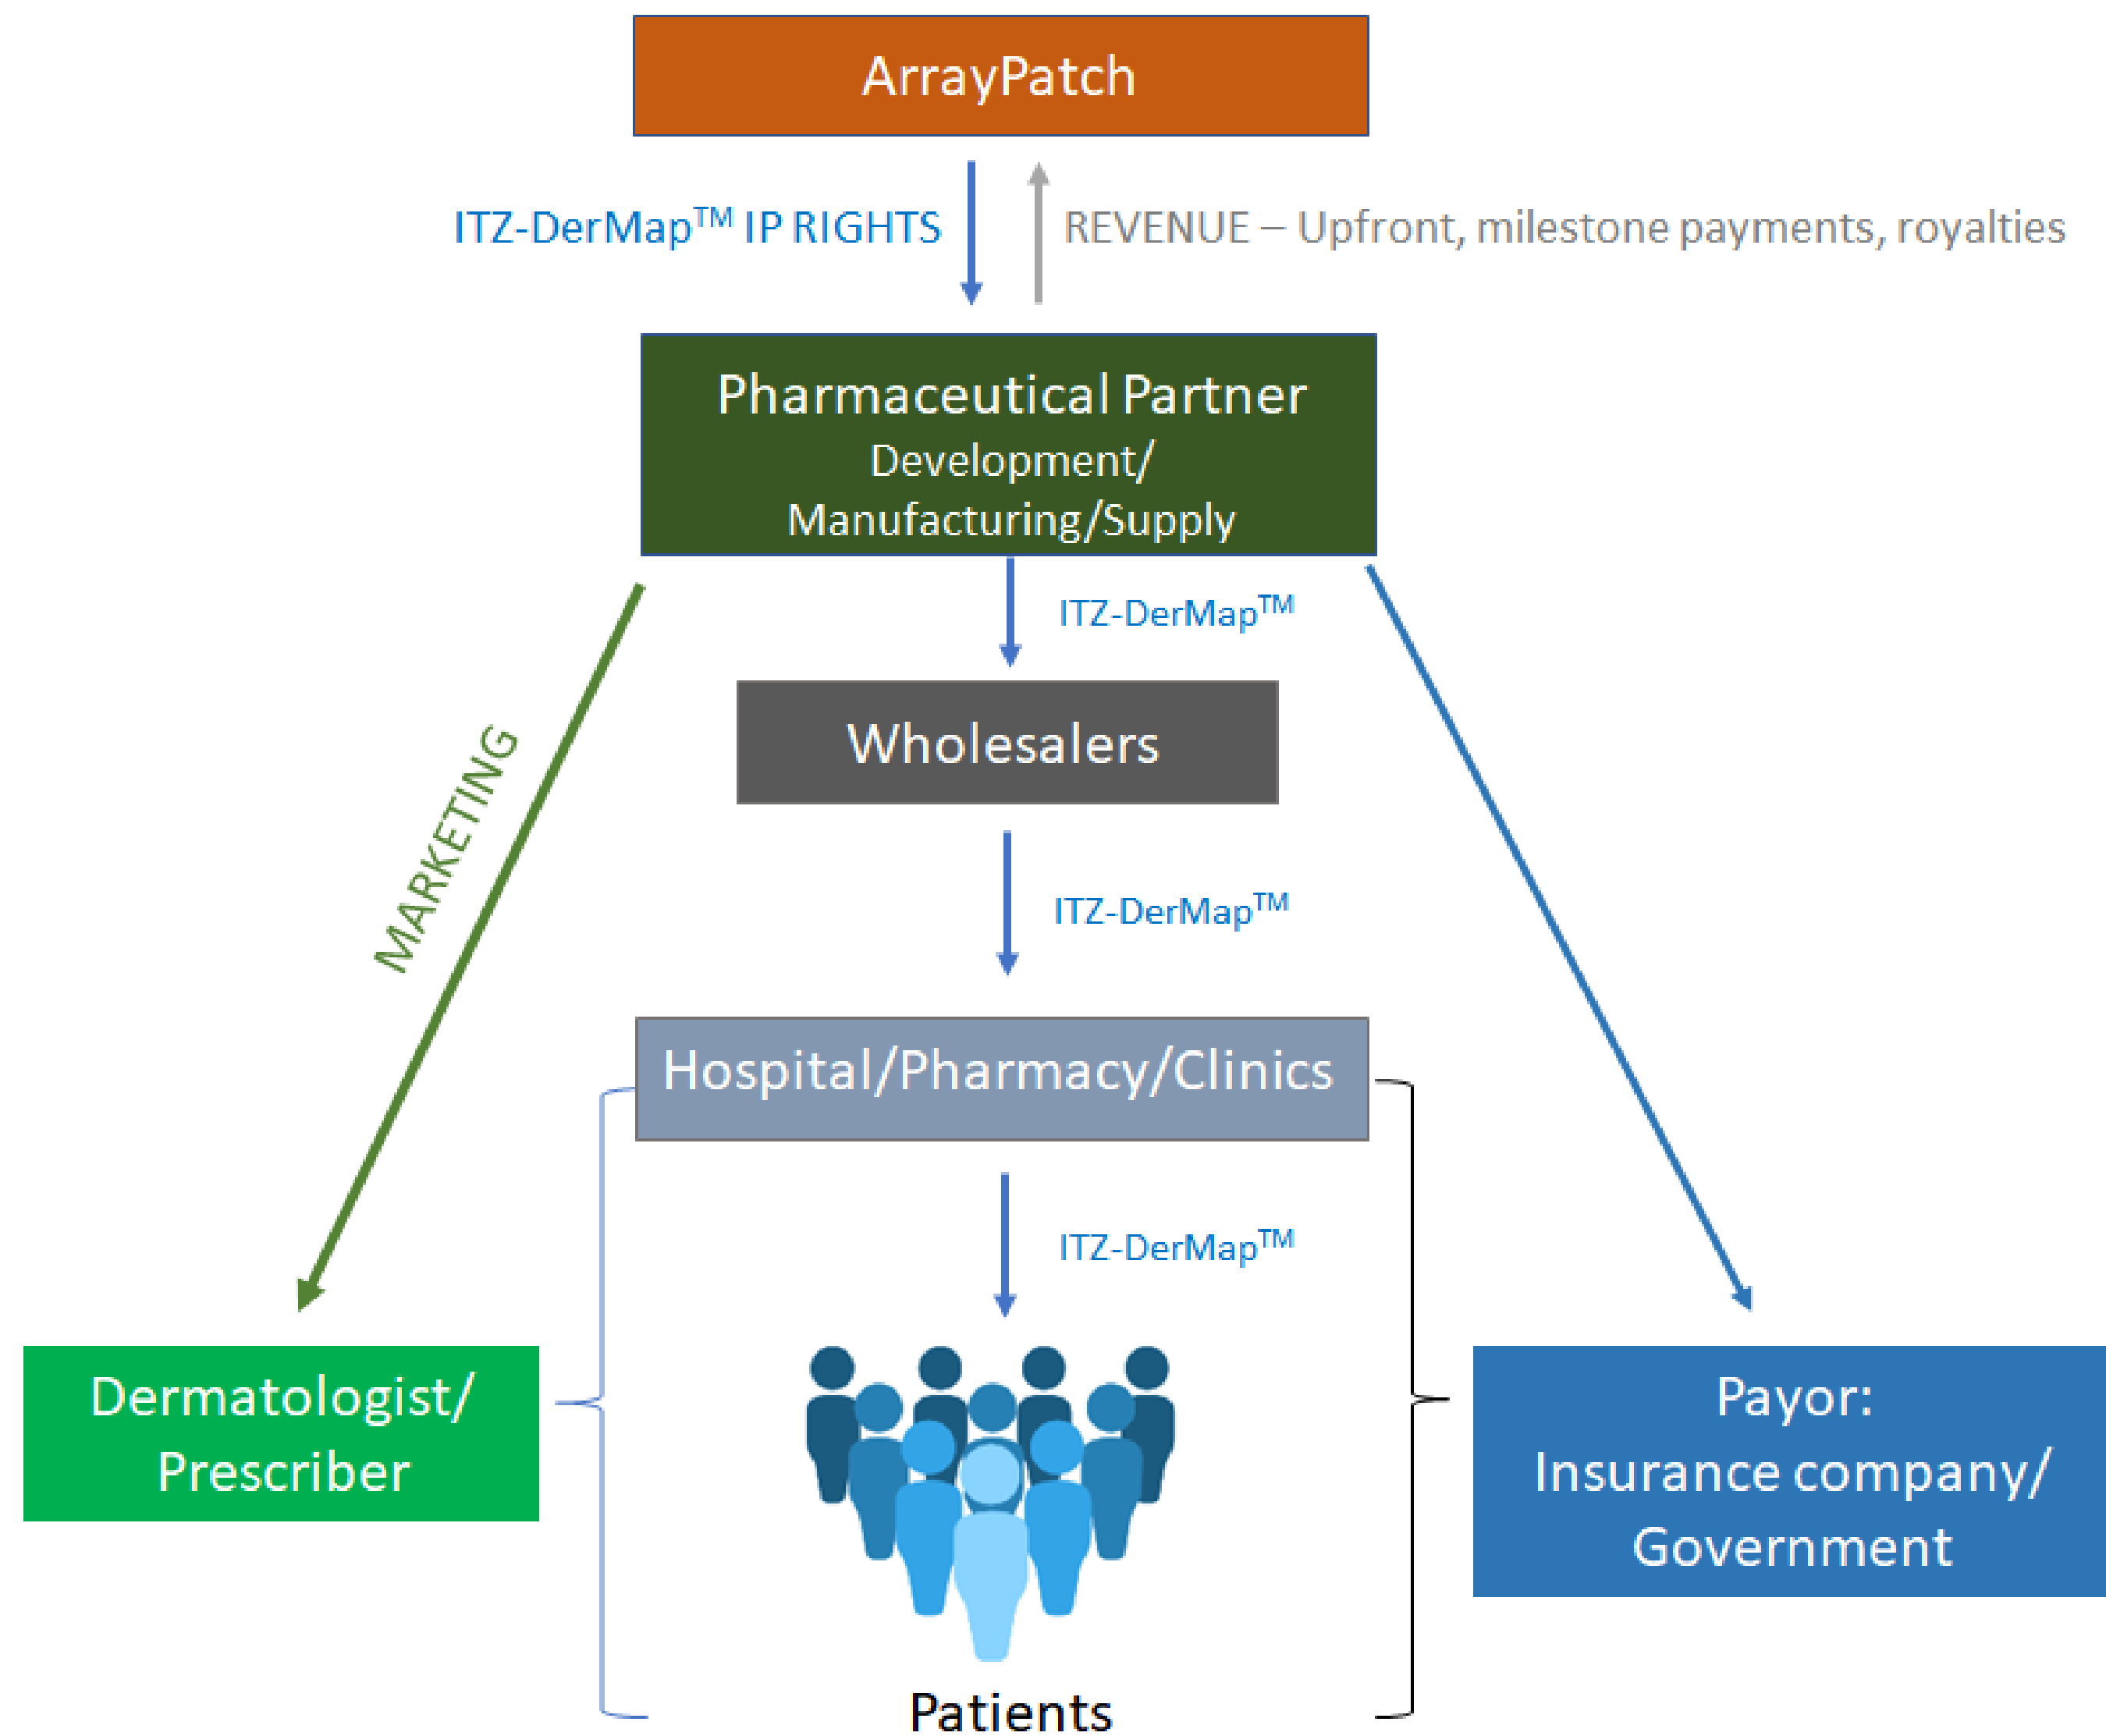 ArrayPatch
ITZ-DerMap™ IP RIGHTS
REVENUE – Upfront, milestone payments, royalties
Pharmaceutical Partner
Development/
Manufacturing/Supply
ITZ-DerMap™
Wholesalers
MARKETING
ITZ-DerMap™
Hospital/Pharmacy/Clinics
ITZ-DerMap™
Dermatologist/
Prescriber
Payor:
Insurance company/
Government
Patients